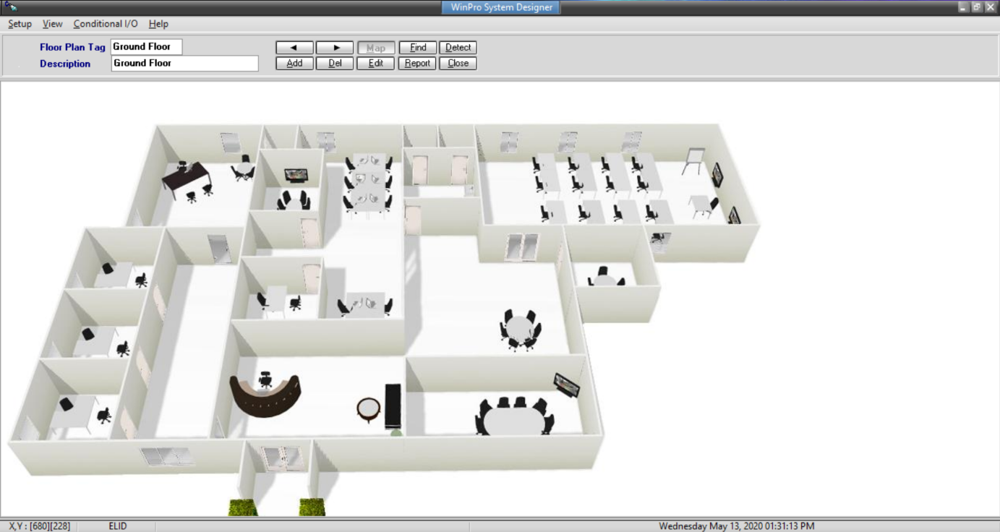 WinPro System Designer
Setup View Conditional I/O Help
Floor Plan Tag Ground Floor ◄ ► Map Find Detect
Description Ground Floor Add Del Edit Report Close
X,Y : [680][228] ELID Wednesday May 13, 2020 01:31:13 PM